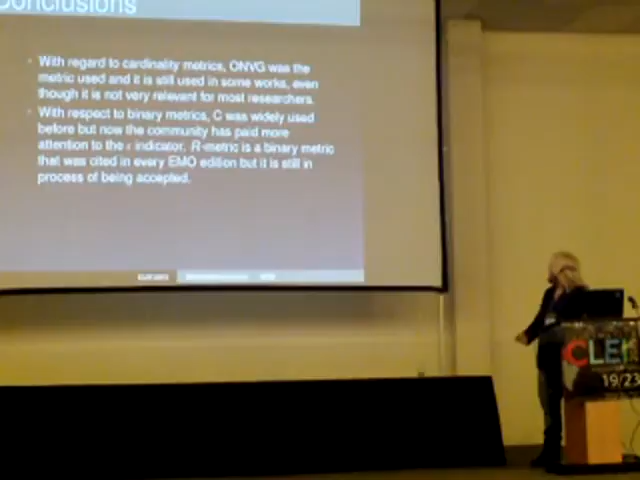 Conclusions
With regard to cardinality metrics, ONVG was the
metric used and it is still used in some works, even
though it is not very relevant for most researchers.
With respect to binary metrics, C was widely used
before but now the community has paid more
attention to the ε indicator. R-metric is a binary metric
that was cited in every EMO edition but it is still in
process of being accepted.
CLEI
19/23